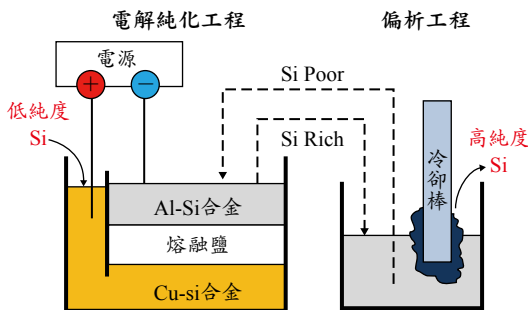 電解純化工程
偏析工程
電源
+
−
低純度
Si
Si Poor
Si Rich
高純度
Si
冷卻棒
Al-Si合金
熔融鹽
Cu-si合金